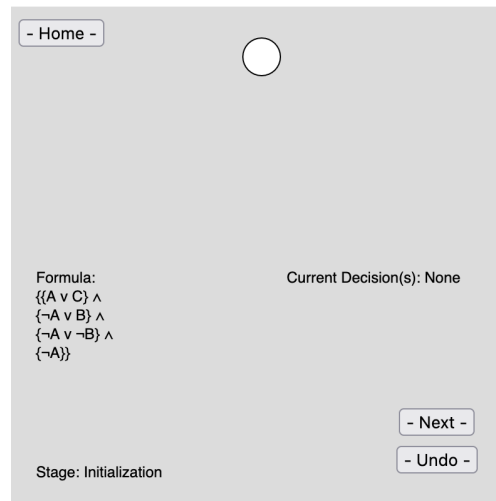 - Home -
Formula:
{{A v C} ∧
{¬A v B} ∧
{¬A v ¬B} ∧
{¬A}}
Current Decision(s): None
- Next -
- Undo -
Stage: Initialization